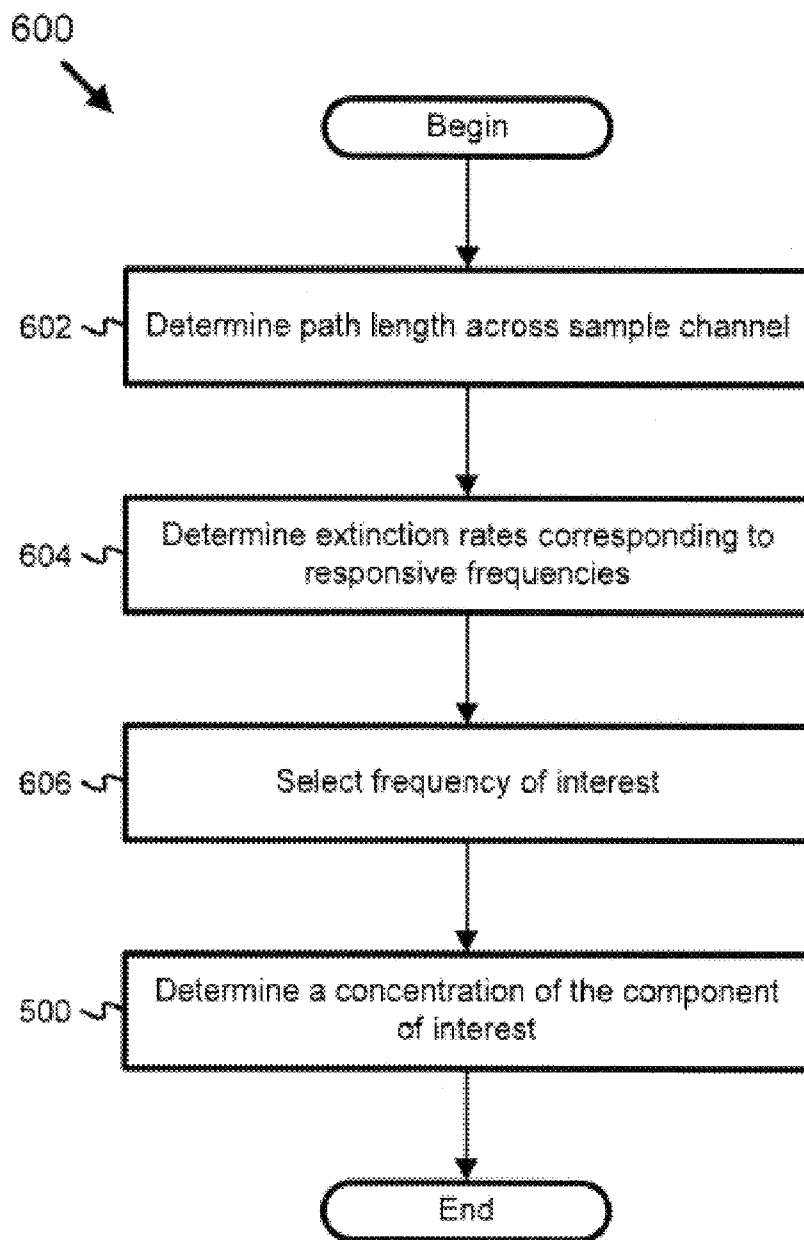 600
Begin
602
Determine path length across sample channel
604
Determine extinction rates corresponding to
responsive frequencies
606
Select frequency of interest
500
Determine a concentration of the component
of interest
End